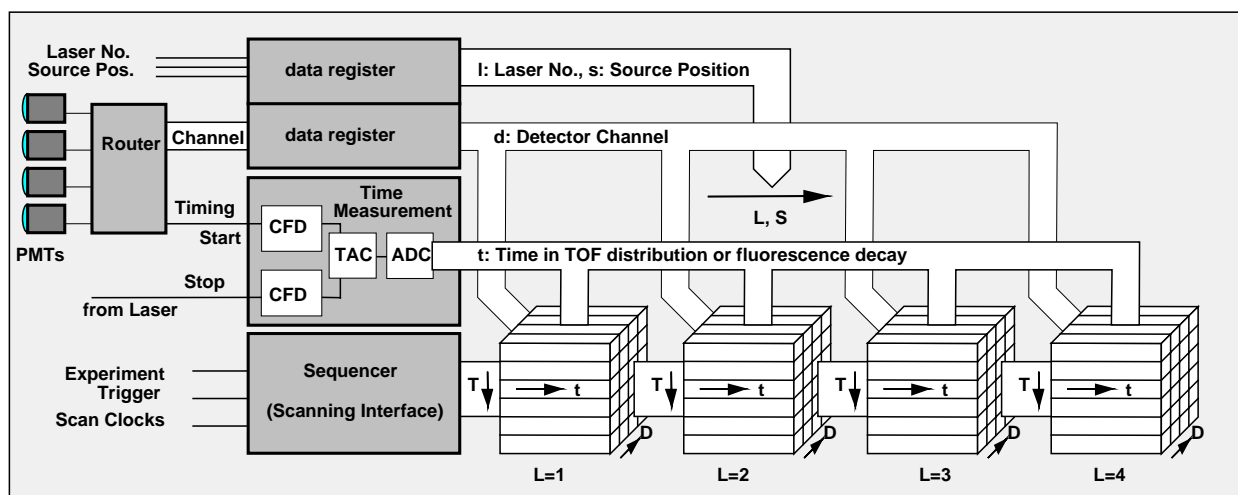 Laser No.
Source Pos.
data register
l: Laser No., s: Source Position
Router
Channel
data register
d: Detector Channel
PMTs
Timing
Start
CFD
Time
Measurement
TAC
ADC
L, S
t: Time in TOF distribution or fluorescence decay
Stop
from Laser
CFD
Experiment
Trigger
Scan Clocks
Sequencer
(Scanning Interface)
T
t
D
L=1
T
t
D
L=2
T
t
D
L=3
T
t
D
L=4